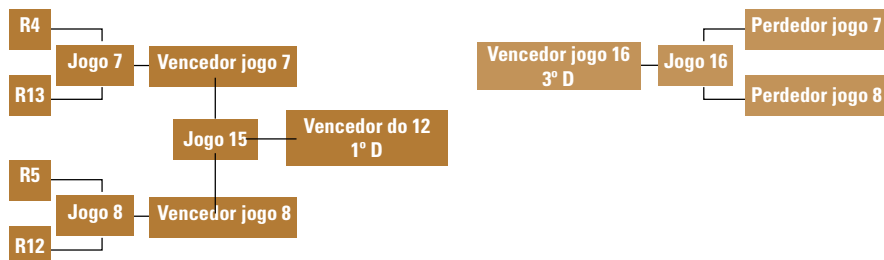 R4
Jogo 7
Vencedor jogo 7
R13
Jogo 15
Vencedor do 12
1º D
R5
Jogo 8
Vencedor jogo 8
R12
Vencedor jogo 16
3º D
Jogo 16
Perdedor jogo 7
Perdedor jogo 8